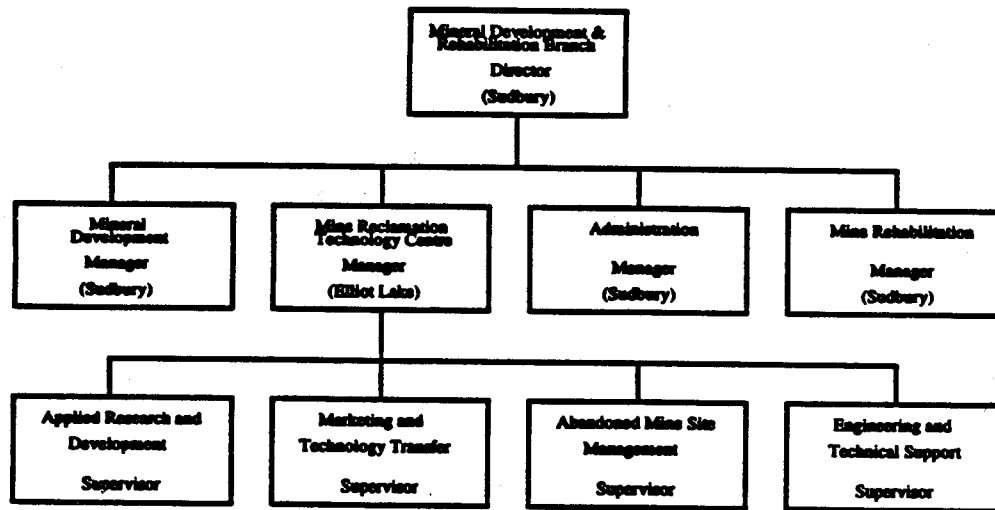 Mineral Development &
Rehabilitation Branch
Director
(Sudbury)
Mineral
Development
Manager
(Sudbury)
Mine Reclamation
Technology Centre
Manager
(Elliot Lake)
Administration
Manager
(Sudbury)
Mine Rehabilitation
Manager
(Sudbury)
Applied Research and
Development
Supervisor
Marketing and
Technology Transfer
Supervisor
Abandoned Mine Site
Management
Supervisor
Engineering and
Technical Support
Supervisor